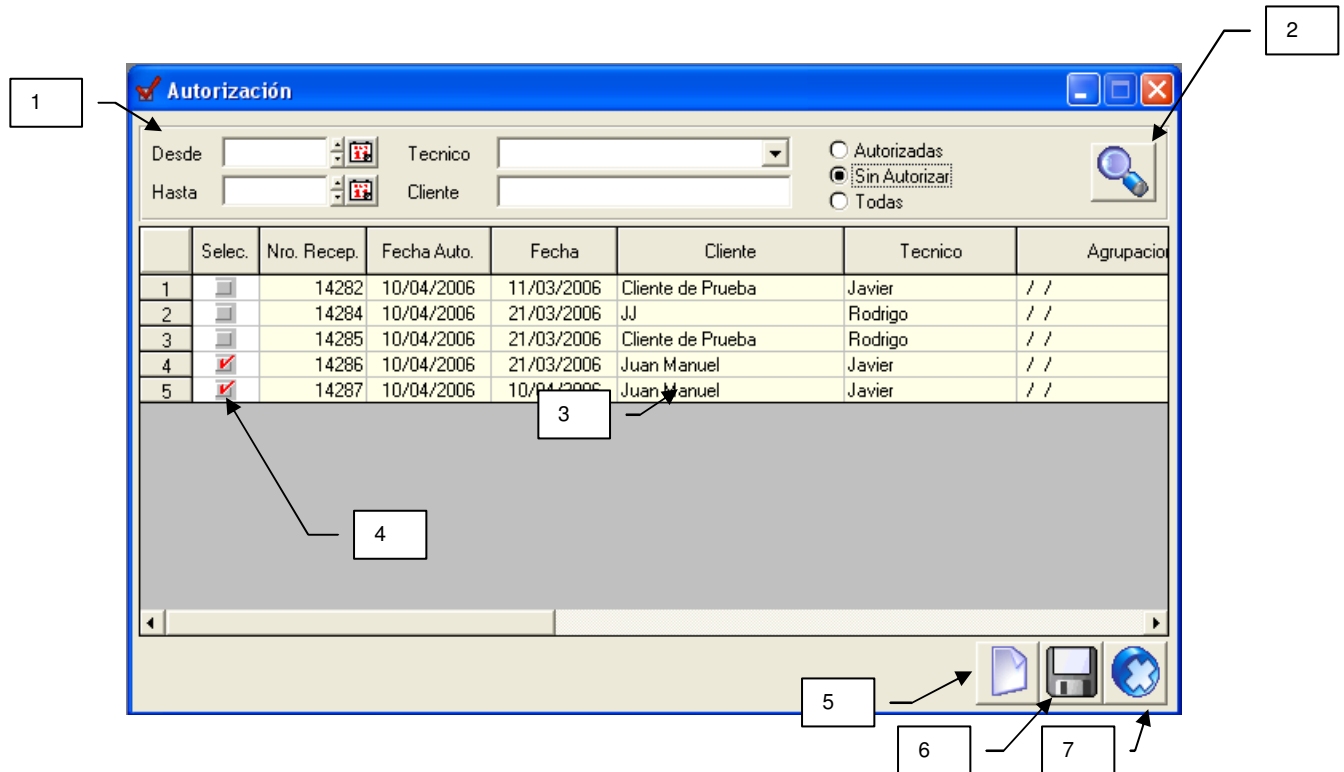 2
1
Autorización
Desde Tecnico Autorizadas
Sin Autorizar
Hasta Cliente
Todas
Selec. Nro. Recep. Fecha Auto. Fecha Cliente Tecnico Agrupacion
1 14282 10/04/2006 11/03/2006 Cliente de Prueba Javier / /
2 14284 10/04/2006 21/03/2006 JJ Rodrigo / /
3 14285 10/04/2006 21/03/2006 Cliente de Prueba Rodrigo / /
4 14286 10/04/2006 21/03/2006 Juan Manuel Javier / /
5 14287 10/04/2006 10/04/2006 Juan Manuel Javier / /
3
4
5
6
7